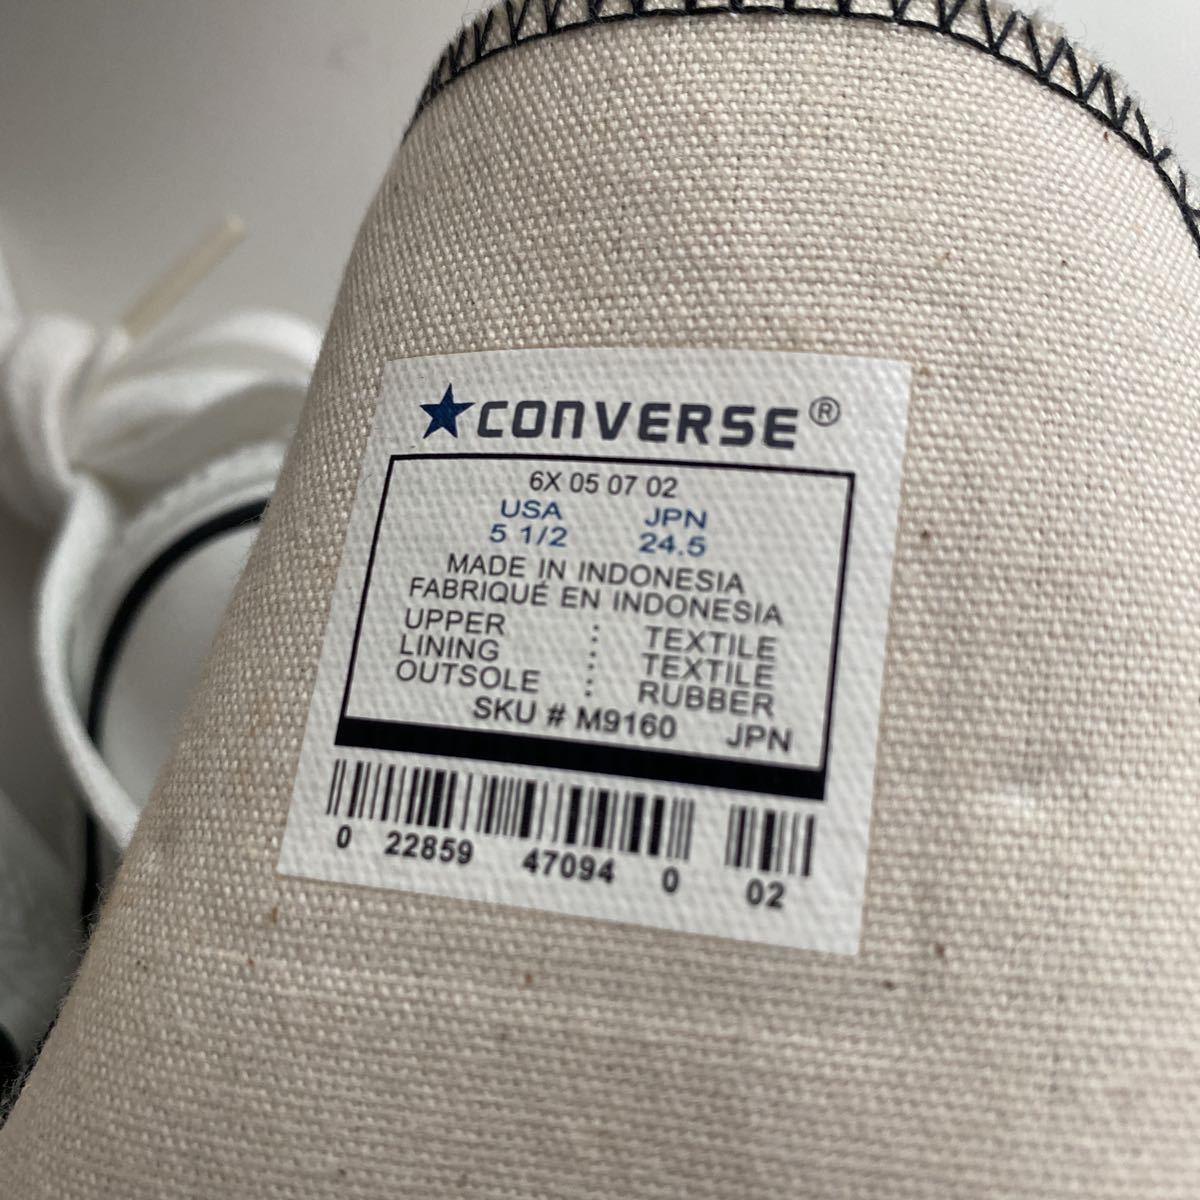 CONVERSE®
6X 05 07 02
USA JPN
5 1/2 24.5
MADE IN INDONESIA
FABRIQUÉ EN INDONESIA
UPPER : TEXTILE
LINING : TEXTILE
OUTSOLE : RUBBER
SKU # M9160 JPN
0 22859 47094 0 02